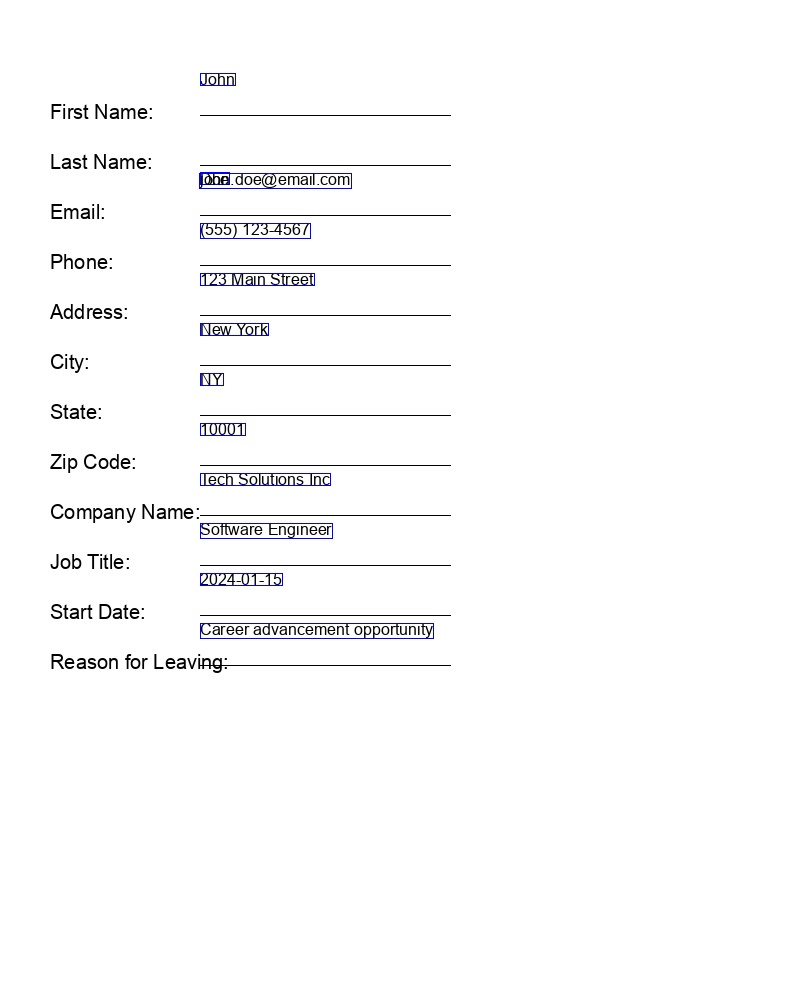 John
First Name:
Last Name:
john.doe@email.com
Email:
(555) 123-4567
Phone:
123 Main Street
Address:
New York
City:
NY
State:
10001
Zip Code:
Tech Solutions Inc
Company Name:
Software Engineer
Job Title:
2024-01-15
Start Date:
Career advancement opportunity
Reason for Leaving: